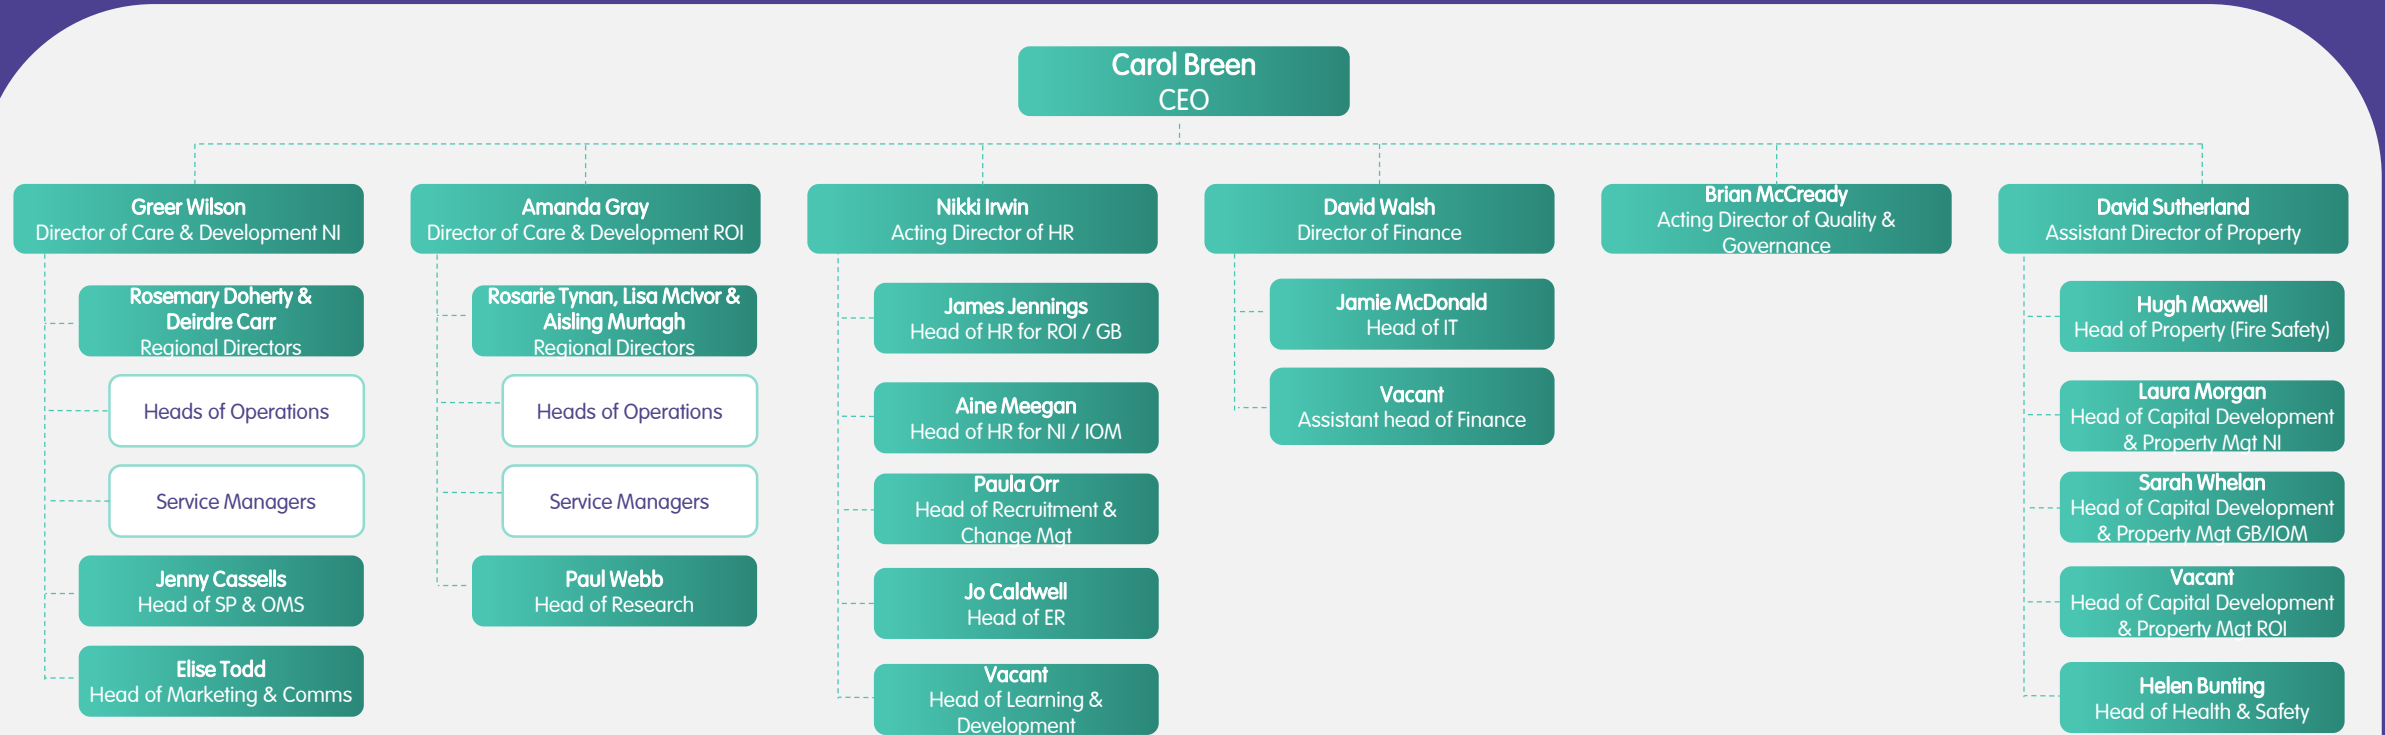 Carol Breen
CEO
Greer Wilson
Director of Care & Development NI
Rosemary Doherty &
Deirdre Carr
Regional Directors
Heads of Operations
Service Managers
Jenny Cassells
Head of SP & OMS
Elise Todd
Head of Marketing & Comms
Amanda Gray
Director of Care & Development ROI
Rosarie Tynan, Lisa McIvor &
Aisling Murtagh
Regional Directors
Heads of Operations
Service Managers
Paul Webb
Head of Research
Nikki Irwin
Acting Director of HR
James Jennings
Head of HR for ROI / GB
Aine Meegan
Head of HR for NI / IOM
Paula Orr
Head of Recruitment &
Change Mgt
Jo Caldwell
Head of ER
Vacant
Head of Learning &
Development
David Walsh
Director of Finance
Jamie McDonald
Head of IT
Vacant
Assistant head of Finance
Brian McCready
Acting Director of Quality &
Governance
David Sutherland
Assistant Director of Property
Hugh Maxwell
Head of Property (Fire Safety)
Laura Morgan
Head of Capital Development
& Property Mgt NI
Sarah Whelan
Head of Capital Development
& Property Mgt GB/IOM
Vacant
Head of Capital Development
& Property Mgt ROI
Helen Bunting
Head of Health & Safety